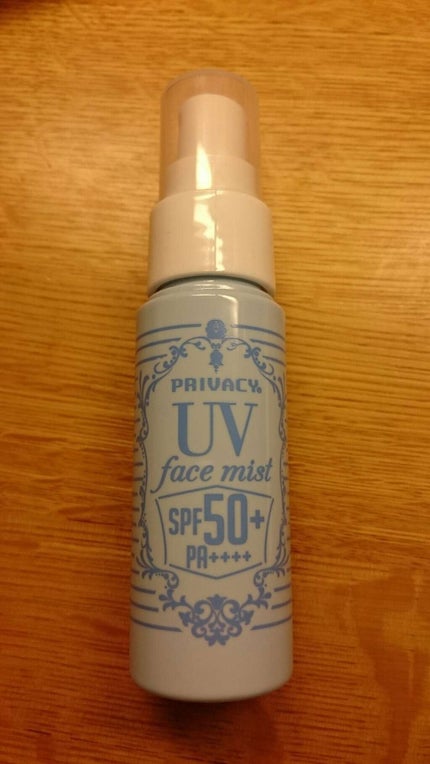 PRIVACY®
UV
face mist
SPF50+
PA++++